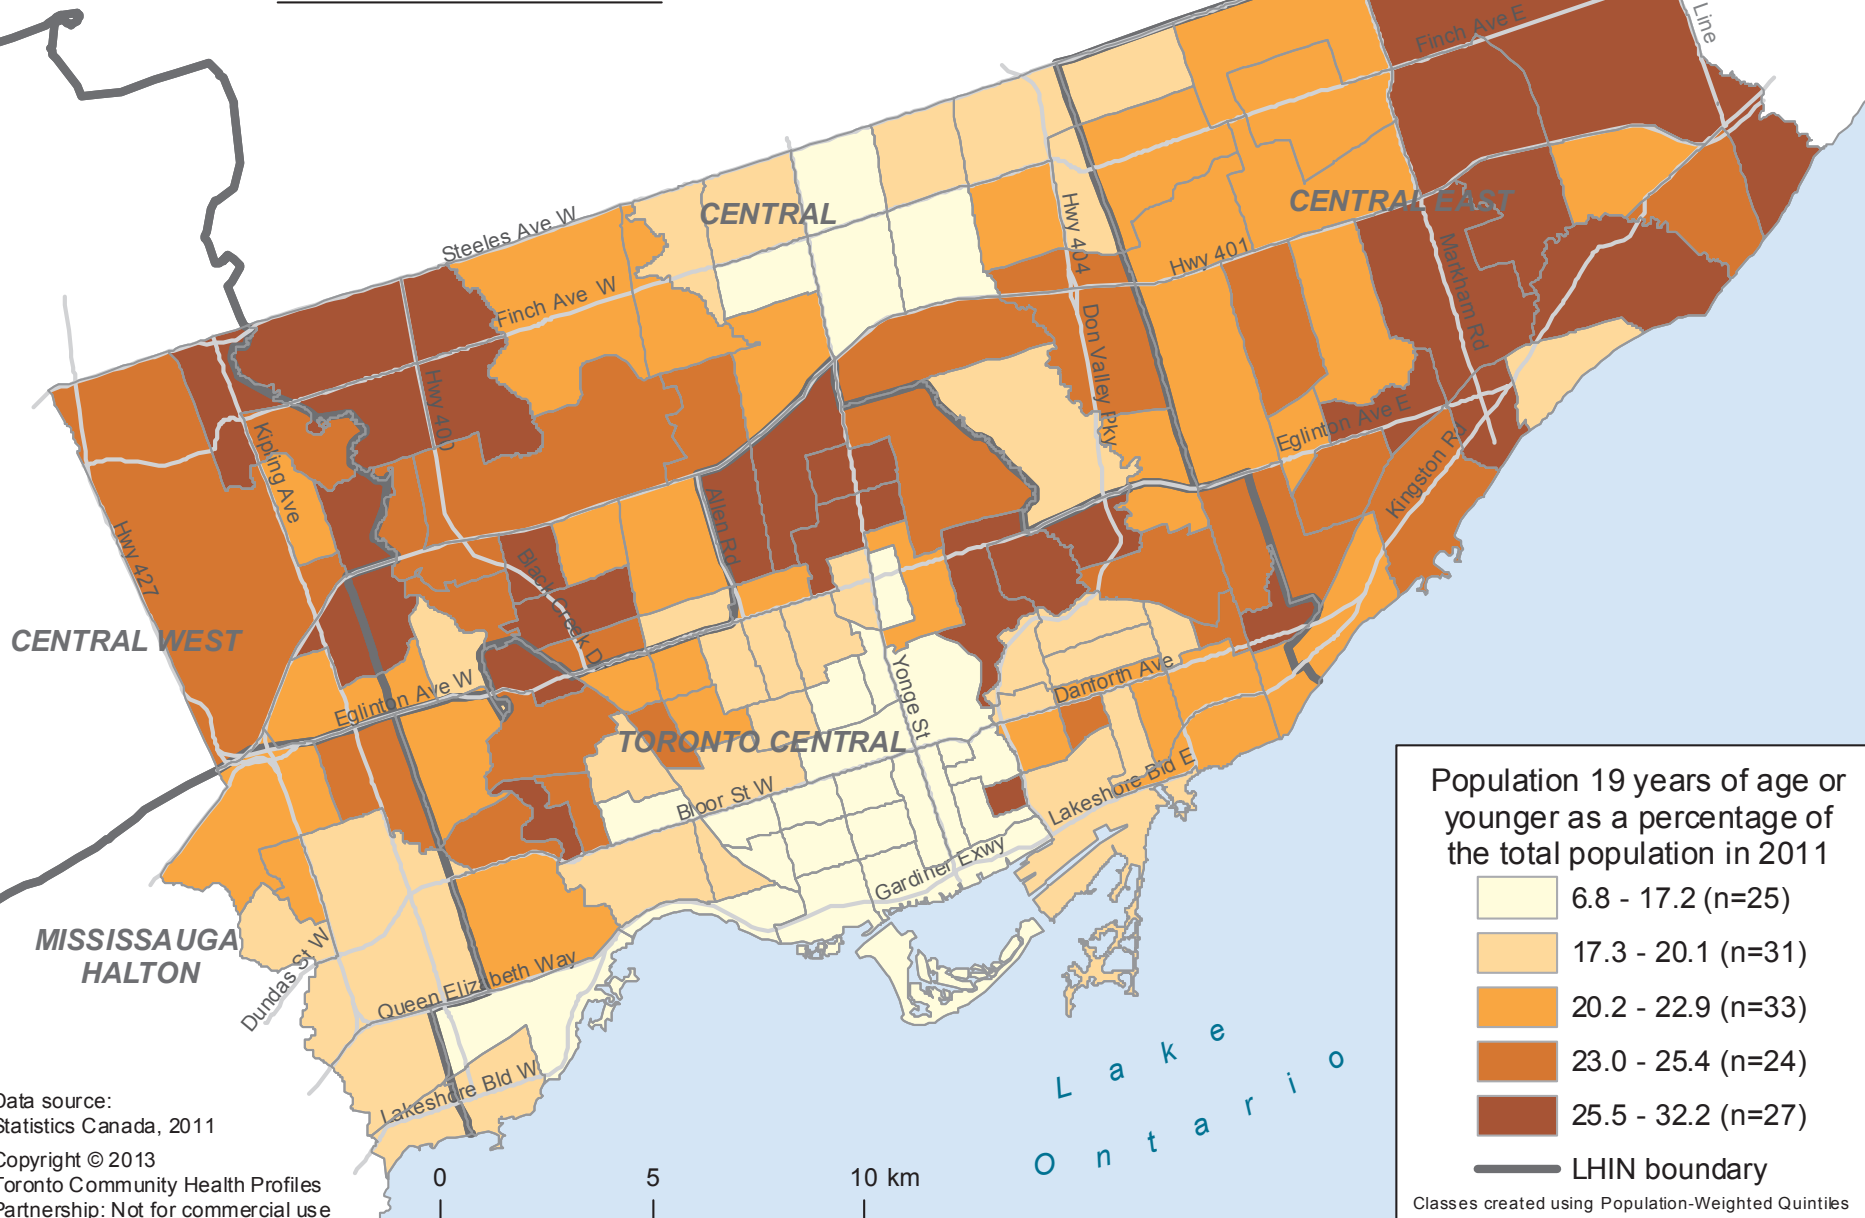 Finch Ave E
Line
CENTRAL
CENTRAL EAST
Steeles Ave W
Hwy 404
Hwy 401
Finch Ave W
Markham Rd
Don Valley Pky
Hwy 400
Kipling Ave
Eglinton Ave E
Kingston Rd
Allen Rd
Hwy 427
Black Creek D
CENTRAL WEST
Eglinton Ave W
Yonge St
Danforth Ave
TORONTO CENTRAL
Bloor St W
Lakeshore Bld E
Gardiner Exwy
MISSISSAUGA
HALTON
Dundas St W
Queen Elizabeth Way
Lakeshore Bld W
Lake
Ontario
Population 19 years of age or
younger as a percentage of
the total population in 2011
6.8 - 17.2 (n=25)
17.3 - 20.1 (n=31)
20.2 - 22.9 (n=33)
23.0 - 25.4 (n=24)
25.5 - 32.2 (n=27)
LHIN boundary
Classes created using Population-Weighted Quintiles
Data source:
Statistics Canada, 2011
Copyright © 2013
Toronto Community Health Profiles
Partnership: Not for commercial use
0 5 10 km